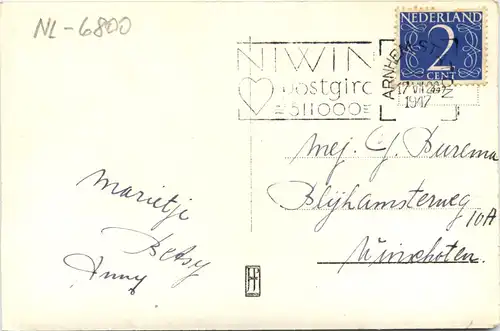 NL-6800
NEDERLAND
2
CENT
NIWIN
postgiro
511000
ARNHEM
17 VII
1947
Mej. G. Burema
Blijhamsterweg
10A
Winschoten.
Marietje
Betsy
Anny